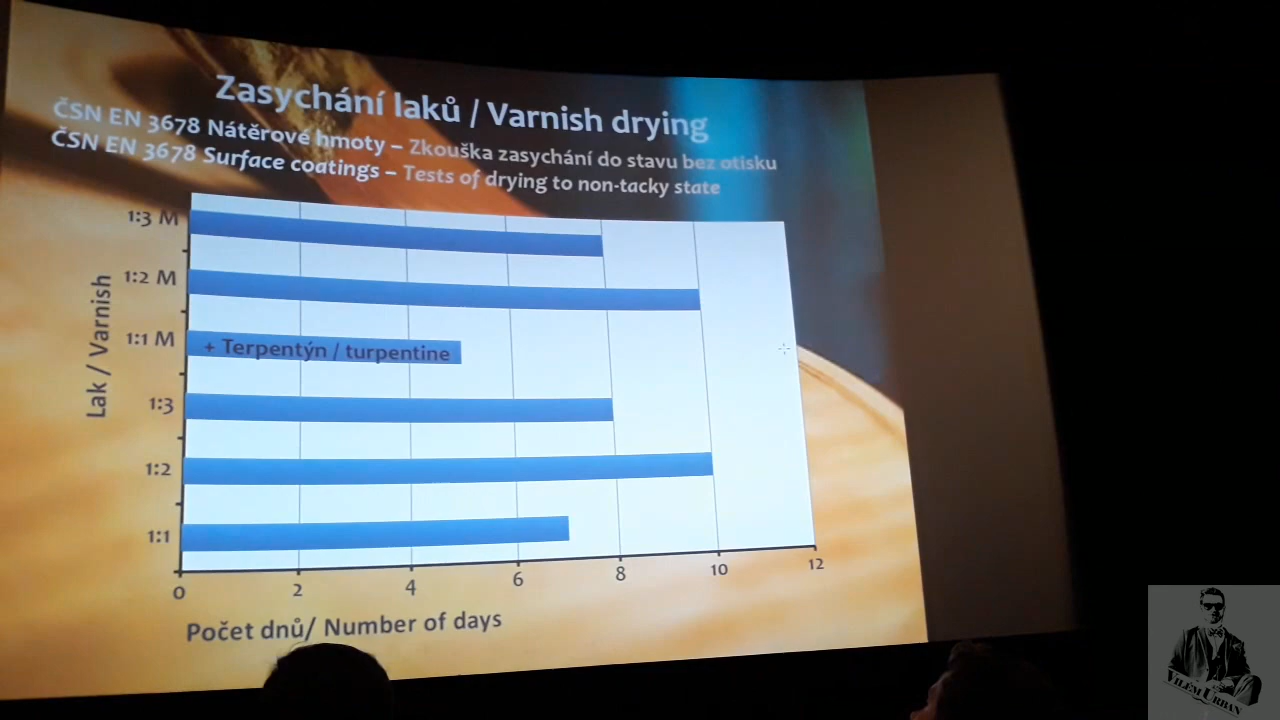 Zasychání laků / Varnish drying
ČSN EN 3678 Nátěrové hmoty – Zkouška zasychání do stavu bez otisku
ČSN EN 3678 Surface coatings – Tests of drying to non-tacky state
Lak / Varnish
1:3 M
1:2 M
1:1 M
+ Terpentýn / turpentine
1:3
1:2
1:1
0 2 4 6 8 10 12
Počet dnů/ Number of days
VILÉM URBAN